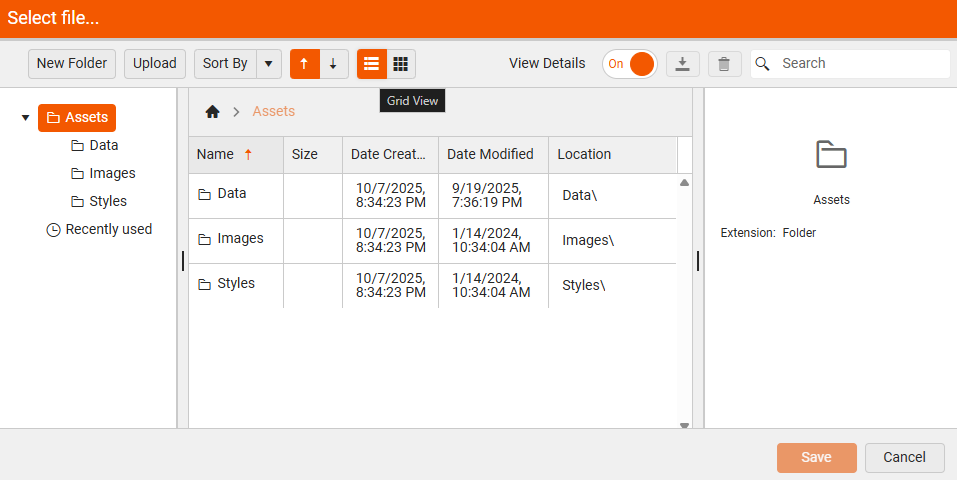 Select file...
New Folder
Upload
Sort By
View Details
On
Search
Grid View
Assets
Data
Images
Styles
Recently used
Assets
Name
Size
Date Creat...
Date Modified
Location
Data
10/7/2025,
8:34:23 PM
9/19/2025,
7:36:19 PM
Data\
Images
10/7/2025,
8:34:23 PM
1/14/2024,
10:34:04 AM
Images\
Styles
10/7/2025,
8:34:23 PM
1/14/2024,
10:34:04 AM
Styles\
Assets
Extension: Folder
Save
Cancel